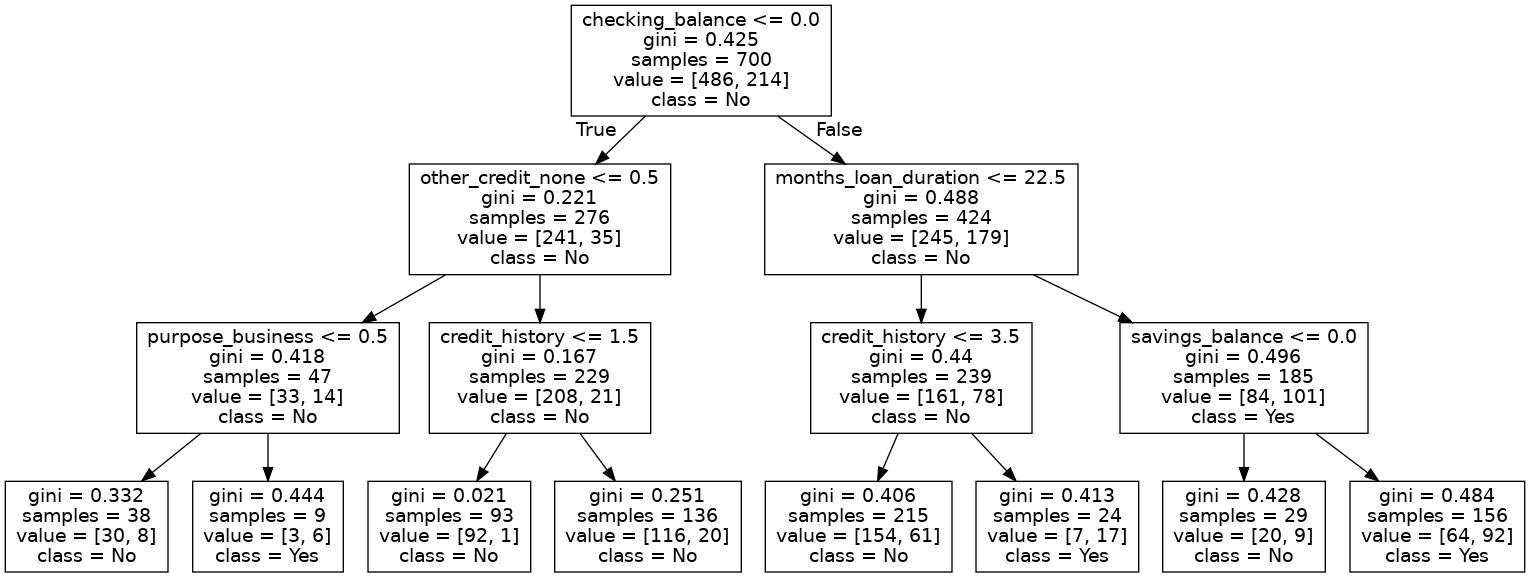 checking_balance <= 0.0
gini = 0.425
samples = 700
value = [486, 214]
class = No
True
False
other_credit_none <= 0.5
gini = 0.221
samples = 276
value = [241, 35]
class = No
months_loan_duration <= 22.5
gini = 0.488
samples = 424
value = [245, 179]
class = No
purpose_business <= 0.5
gini = 0.418
samples = 47
value = [33, 14]
class = No
credit_history <= 1.5
gini = 0.167
samples = 229
value = [208, 21]
class = No
credit_history <= 3.5
gini = 0.44
samples = 239
value = [161, 78]
class = No
savings_balance <= 0.0
gini = 0.496
samples = 185
value = [84, 101]
class = Yes
gini = 0.332
samples = 38
value = [30, 8]
class = No
gini = 0.444
samples = 9
value = [3, 6]
class = Yes
gini = 0.021
samples = 93
value = [92, 1]
class = No
gini = 0.251
samples = 136
value = [116, 20]
class = No
gini = 0.406
samples = 215
value = [154, 61]
class = No
gini = 0.413
samples = 24
value = [7, 17]
class = Yes
gini = 0.428
samples = 29
value = [20, 9]
class = No
gini = 0.484
samples = 156
value = [64, 92]
class = Yes